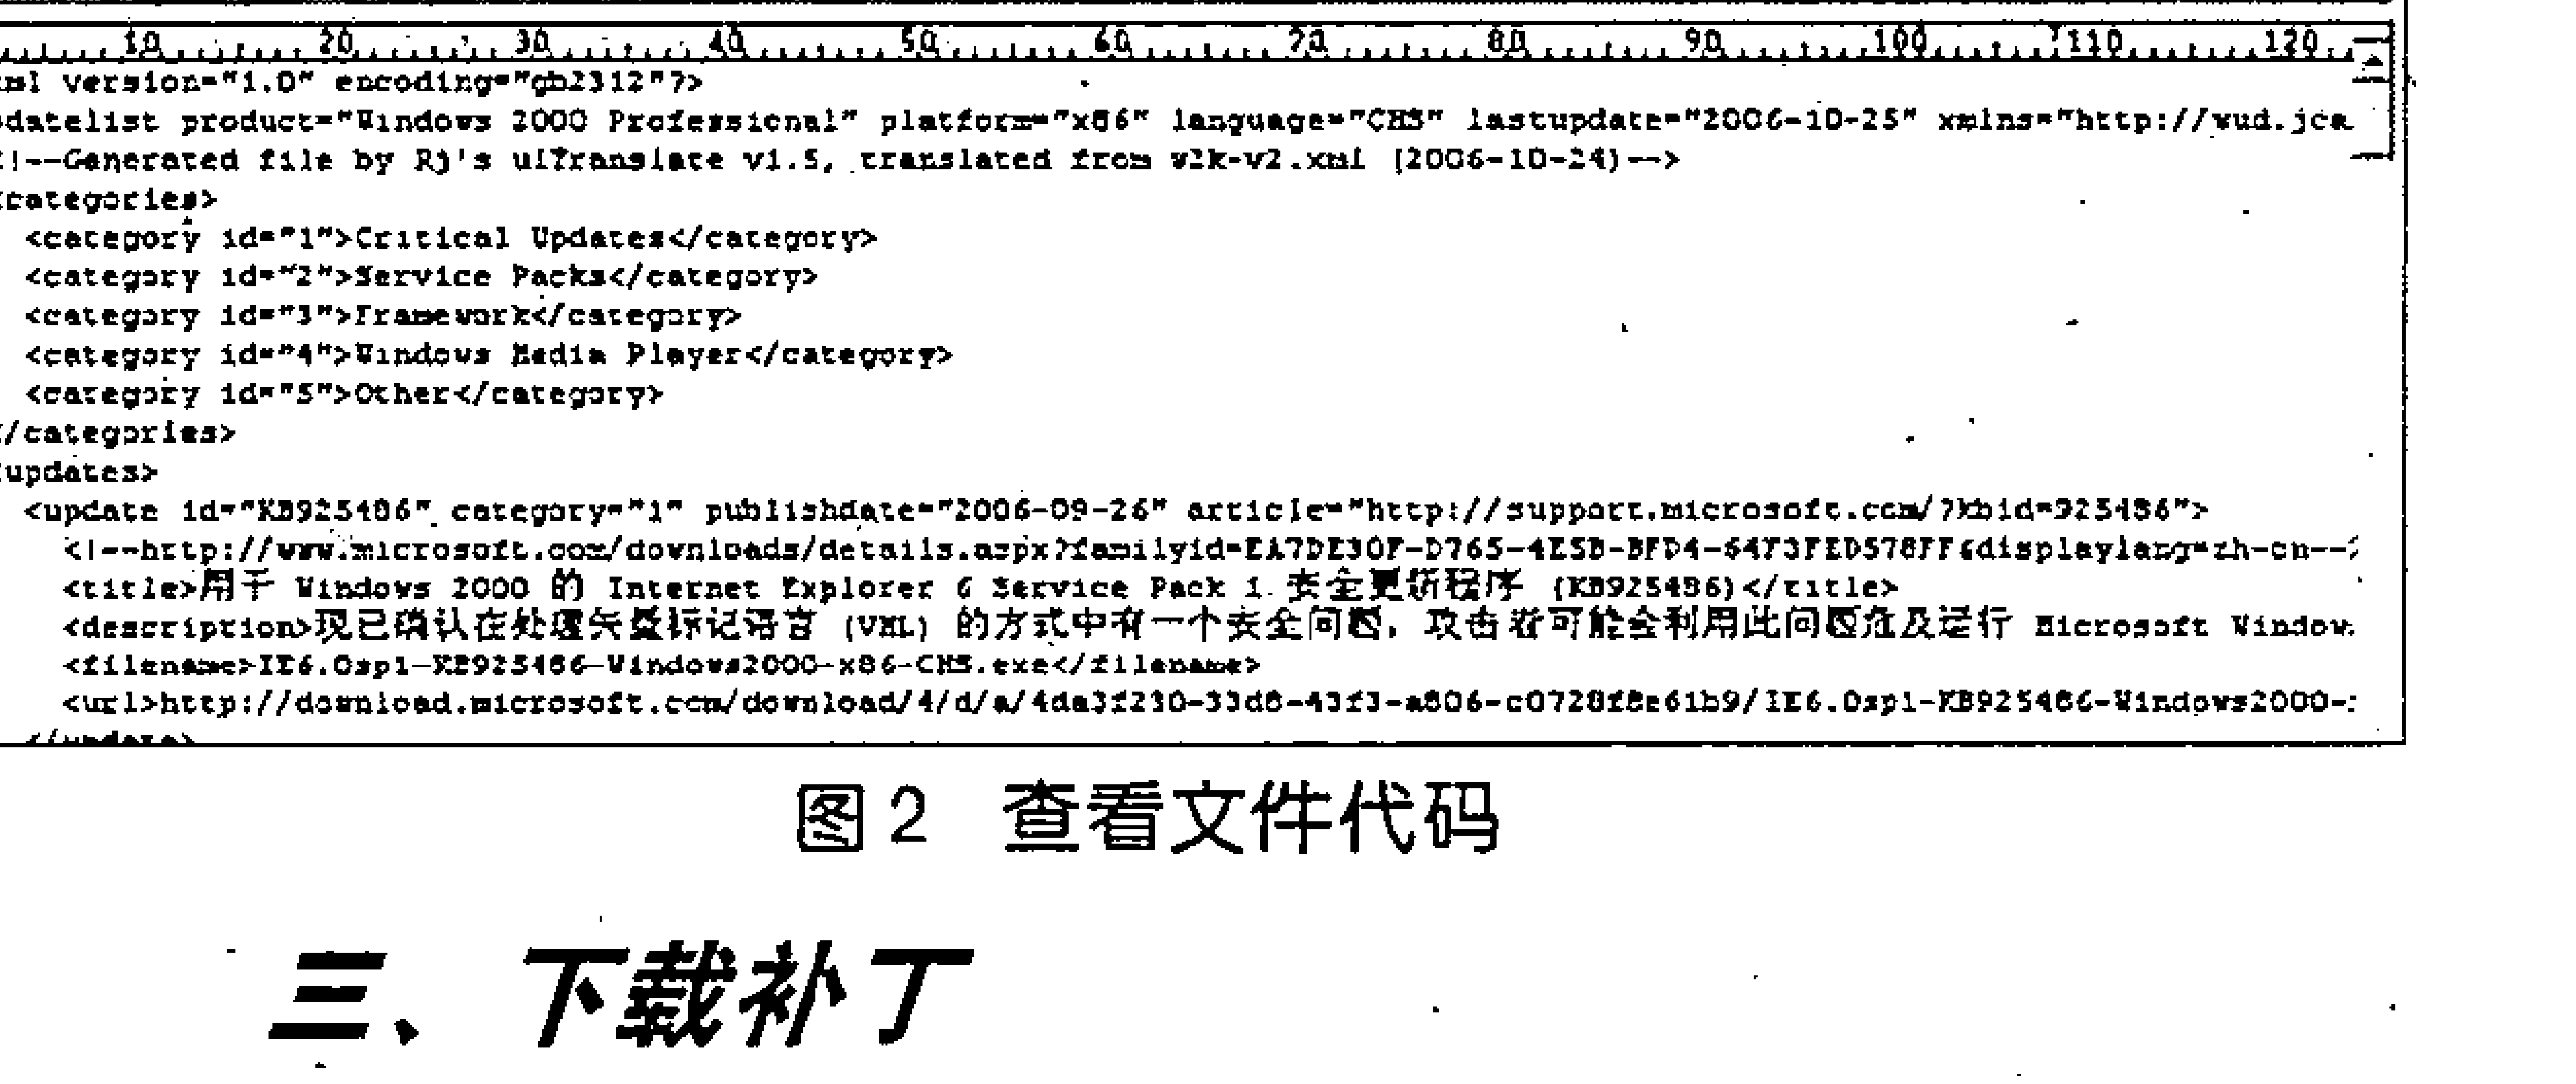 10 20 30 40 50 60 70 80 90 100 110 120
ml version="1.0" encoding="gb2312"?>
datelist product="Windows 2000 Professional" platform="x86" language="CHS" lastupdate="2006-10-25" xmlns="http://wud.jca
!--Generated file by Rj's ulTranslate v1.5, translated from w2k-v2.xml (2006-10-24)-->
categories>
<category id="1">Critical Updates</category>
<category id="2">Service Packs</category>
<category id="3">Framework</category>
<category id="4">Windows Media Player</category>
<category id="5">Other</category>
/categories>
updates>
<update id="KB925486" category="1" publishdate="2006-09-26" article="http://support.microsoft.com/?kbid=925486">
<!--http://www.microsoft.com/downloads/details.aspx?familyid=EA7DE30F-D765-4E5B-BFD4-64F3FED578FF&displaylang=zh-cn--
<title>用于 Windows 2000 的 Internet Explorer 6 Service Pack 1 安全更新程序 (KB925486)</title>
<description>现已确认在处理矢量标记语言 (VML) 的方式中有一个安全问题, 攻击者可能会利用此问题危及运行 Microsoft Window
<filename>IE6.0sp1-KB925486-Windows2000-x86-CHS.exe</filename>
<url>http://download.microsoft.com/download/4/d/a/4da3f230-33d8-43f3-a806-c0728f8e61b9/IE6.0sp1-KB925486-Windows2000-
</update>
图2 查看文件代码
三、下载补丁